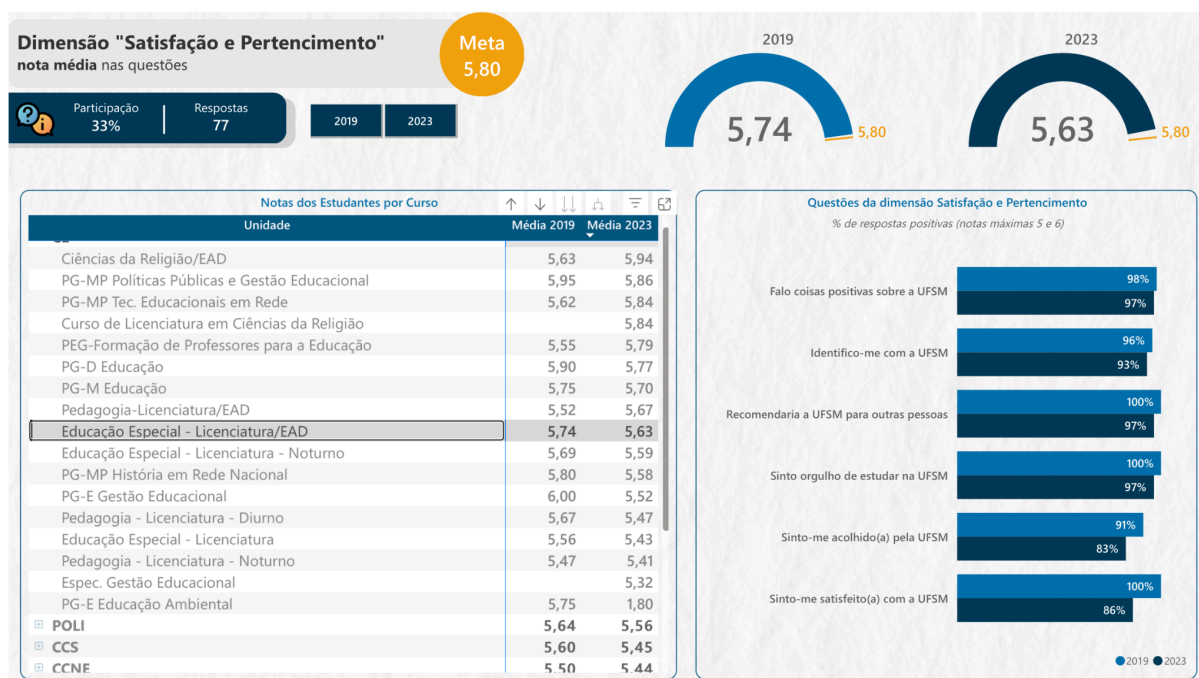 Dimensão "Satisfação e Pertencimento"
nota média nas questões
Meta
5,80
Participação
33%
Respostas
77
2019
2023
2019
5,74
5,80
2023
5,63
5,80
Notas dos Estudantes por Curso
Unidade Média 2019 Média 2023
Ciências da Religião/EAD 5,63 5,94
PG-MP Políticas Públicas e Gestão Educacional 5,95 5,86
PG-MP Tec. Educacionais em Rede 5,62 5,84
Curso de Licenciatura em Ciências da Religião 5,84
PEG-Formação de Professores para a Educação 5,55 5,79
PG-D Educação 5,90 5,77
PG-M Educação 5,75 5,70
Pedagogia-Licenciatura/EAD 5,52 5,67
Educação Especial - Licenciatura/EAD 5,74 5,63
Educação Especial - Licenciatura - Noturno 5,69 5,59
PG-MP História em Rede Nacional 5,80 5,58
PG-E Gestão Educacional 6,00 5,52
Pedagogia - Licenciatura - Diurno 5,67 5,47
Educação Especial - Licenciatura 5,56 5,43
Pedagogia - Licenciatura - Noturno 5,47 5,41
Espec. Gestão Educacional 5,32
PG-E Educação Ambiental 5,75 1,80
POLI 5,64 5,56
CCS 5,60 5,45
CCNE 5,50 5,44
Questões da dimensão Satisfação e Pertencimento
% de respostas positivas (notas máximas 5 e 6)
Falo coisas positivas sobre a UFSM
98%
97%
Identifico-me com a UFSM
96%
93%
Recomendaria a UFSM para outras pessoas
100%
97%
Sinto orgulho de estudar na UFSM
100%
97%
Sinto-me acolhido(a) pela UFSM
91%
83%
Sinto-me satisfeito(a) com a UFSM
100%
86%
2019 2023